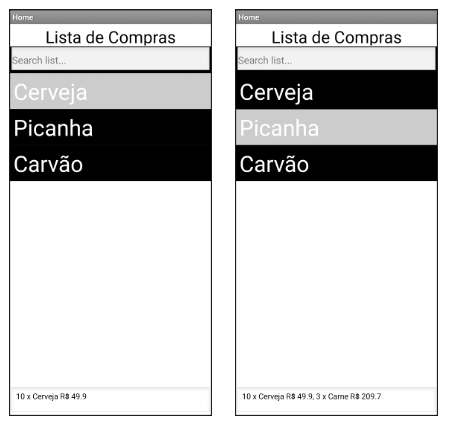 Home
Lista de Compras
Search list...
Cerveja
Picanha
Carvão
10 x Cerveja R$ 49.9
Home
Lista de Compras
Search list...
Cerveja
Picanha
Carvão
10 x Cerveja R$ 49.9, 3 x Carne R$ 209.7